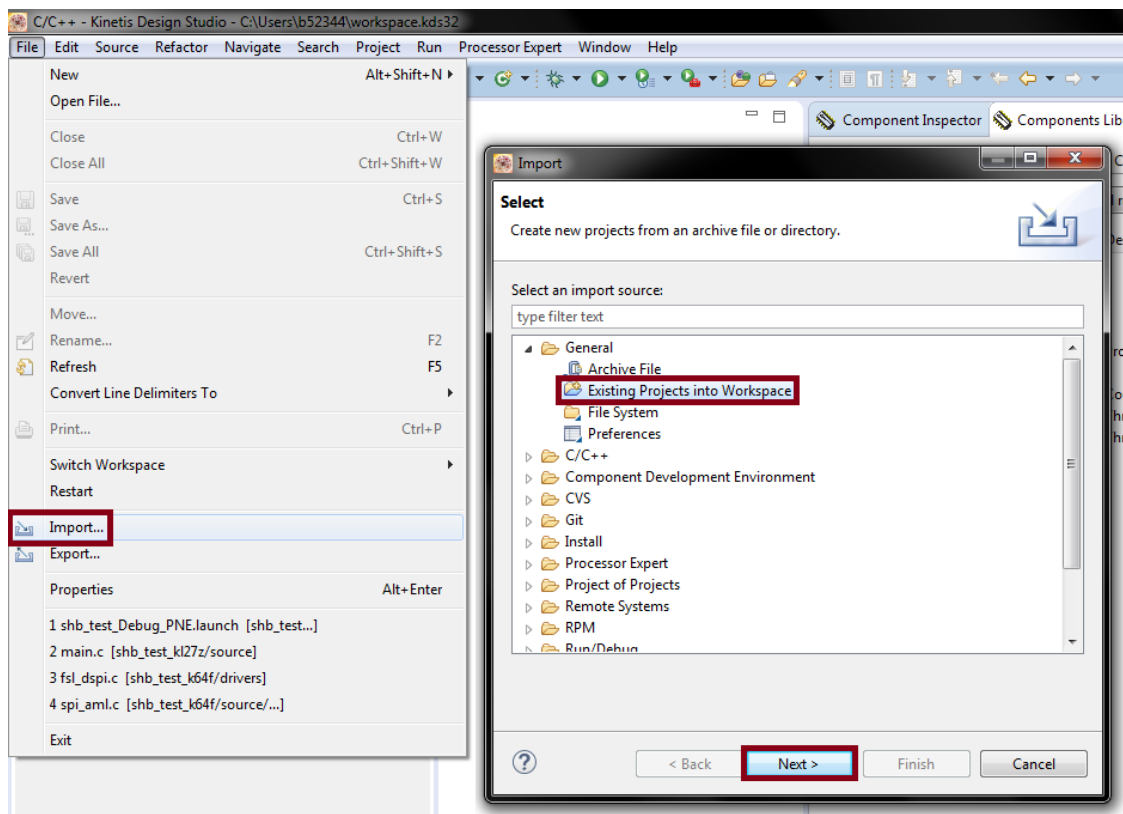 C/C++ - Kinetis Design Studio - C:\Users\b52344\workspace.kds32
File Edit Source Refactor Navigate Search Project Run Processor Expert Window Help
New Alt+Shift+N
Open File...
Close Ctrl+W
Close All Ctrl+Shift+W
Save Ctrl+S
Save As...
Save All Ctrl+Shift+S
Revert
Move...
Rename... F2
Refresh F5
Convert Line Delimiters To
Print... Ctrl+P
Switch Workspace
Restart
Import...
Export...
Properties Alt+Enter
1 shb_test_Debug_PNE.launch [shb_test...]
2 main.c [shb_test_kl27z/source]
3 fsl_dspi.c [shb_test_k64f/drivers]
4 spi_aml.c [shb_test_k64f/source/...]
Exit
Component Inspector Components Lib
Import
Select
Create new projects from an archive file or directory.
Select an import source:
type filter text
General
Archive File
Existing Projects into Workspace
File System
Preferences
C/C++
Component Development Environment
CVS
Git
Install
Processor Expert
Project of Projects
Remote Systems
RPM
Run/Debug
? < Back Next > Finish Cancel